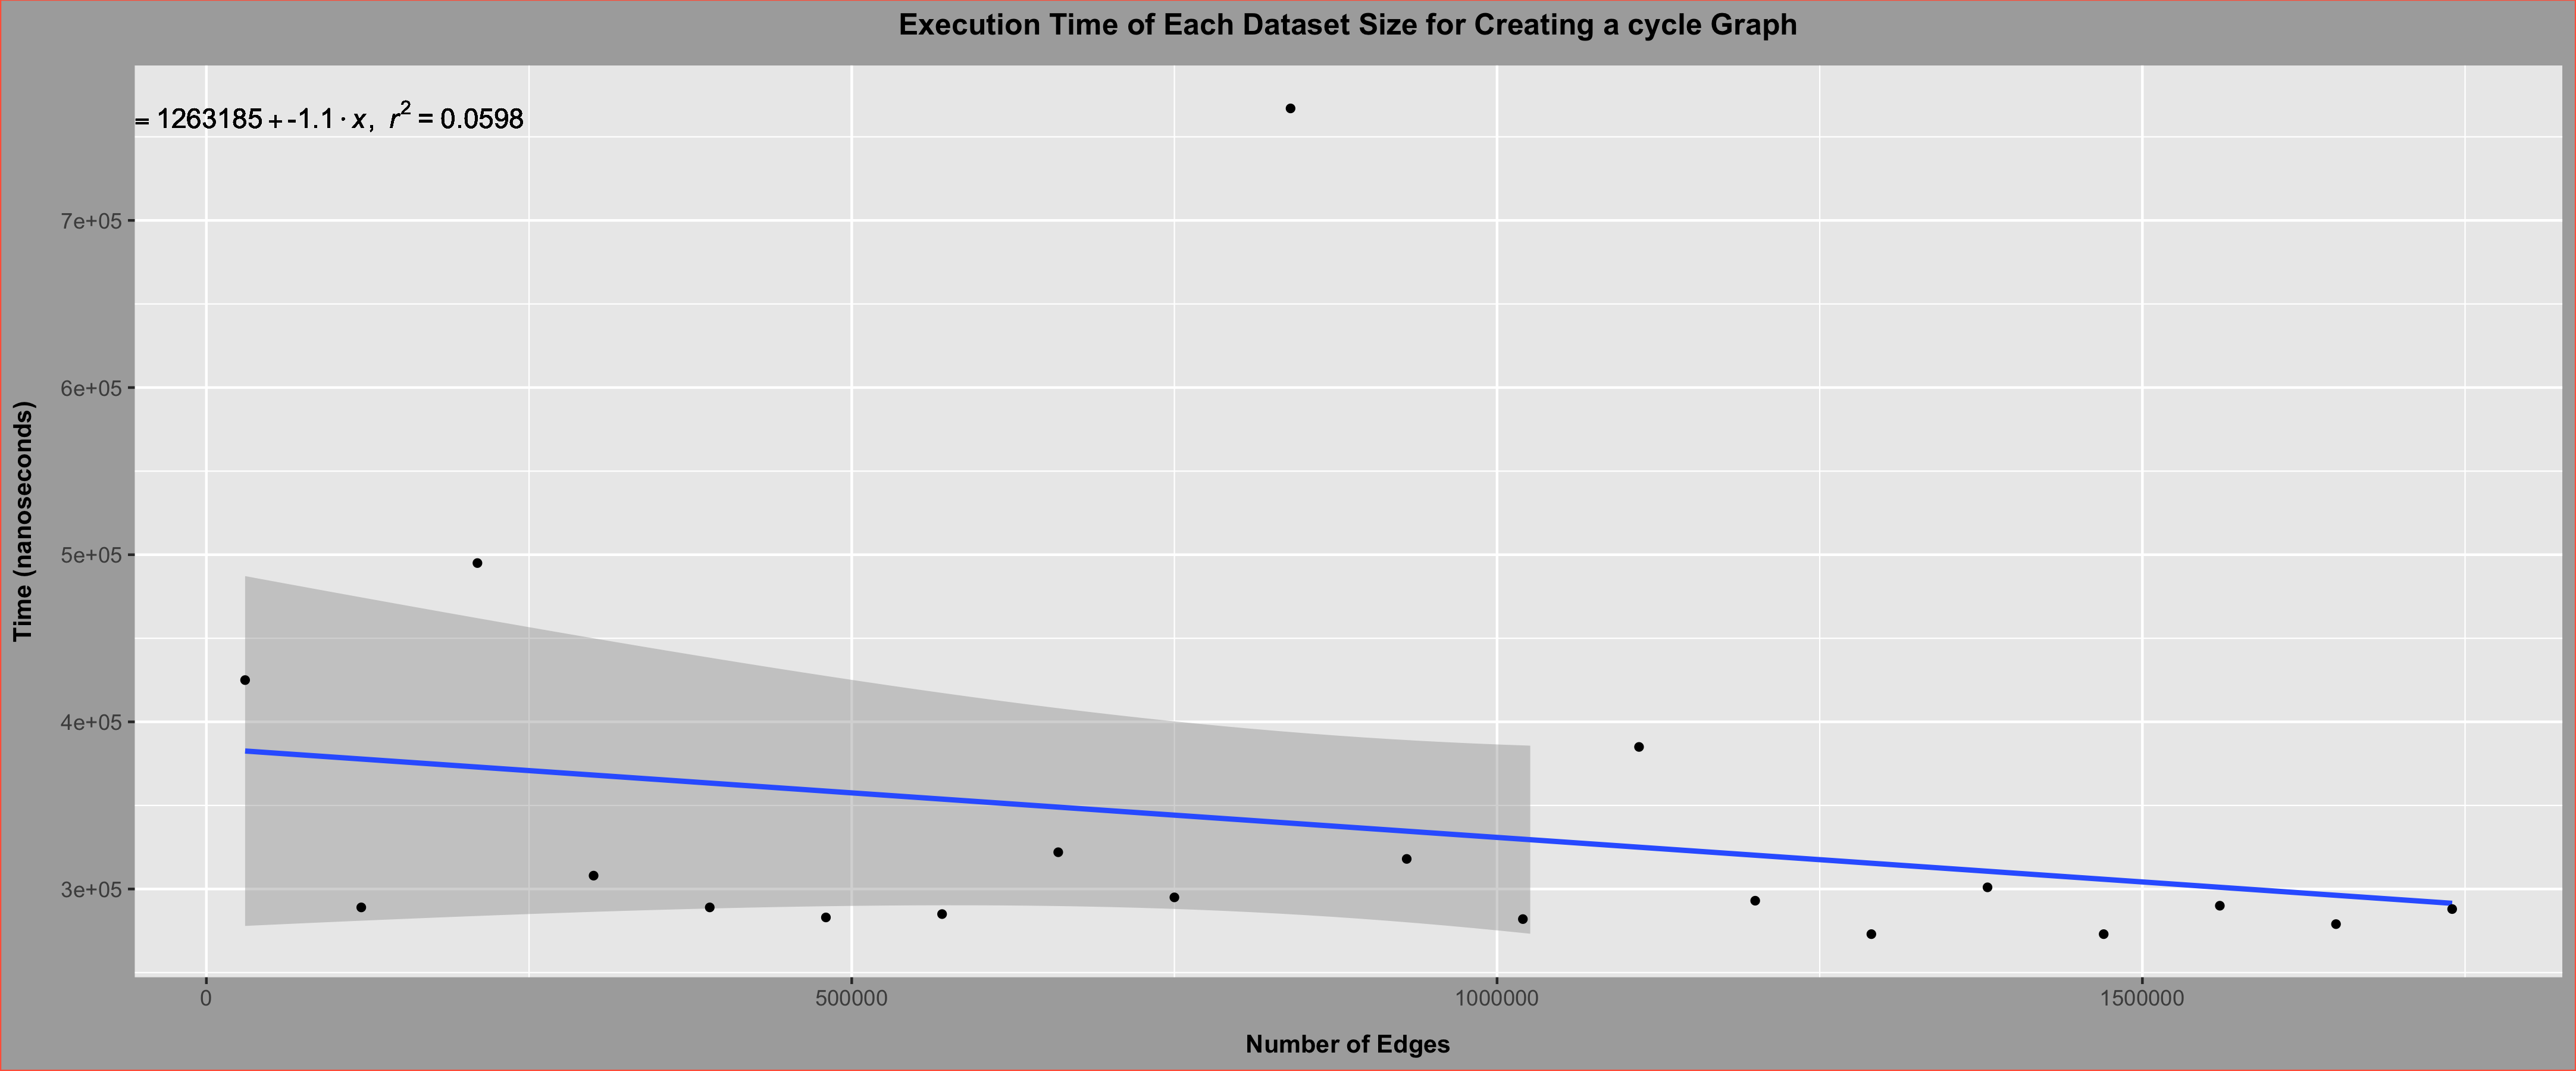 Execution Time of Each Dataset Size for Creating a cycle Graph
= 1263185 + -1.1 · x, r² = 0.0598
7e+05
6e+05
5e+05
4e+05
3e+05
Time (nanoseconds)
0 500000 1000000 1500000
Number of Edges